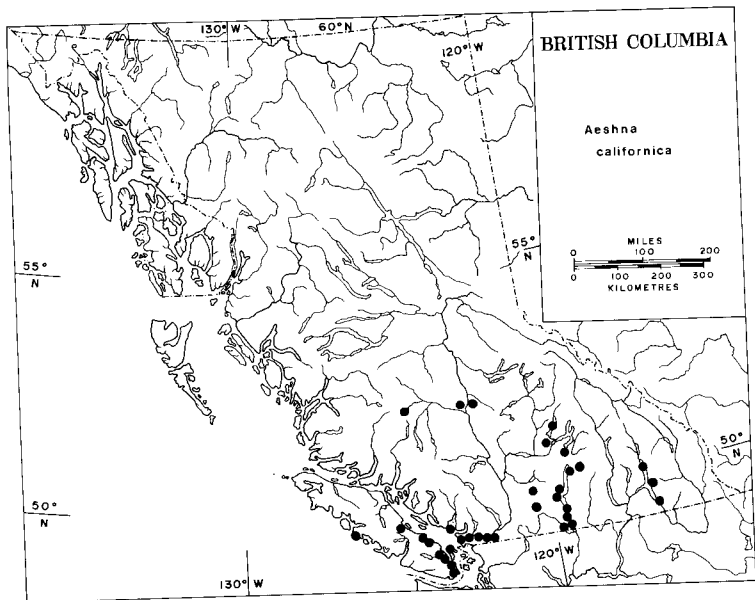 130° W
60° N
120° W
BRITISH COLUMBIA
Aeshna
californica
MILES
0 100 200
0 100 200 300
KILOMETRES
55°
N
55°
N
50°
N
50°
N
120° W
130° W